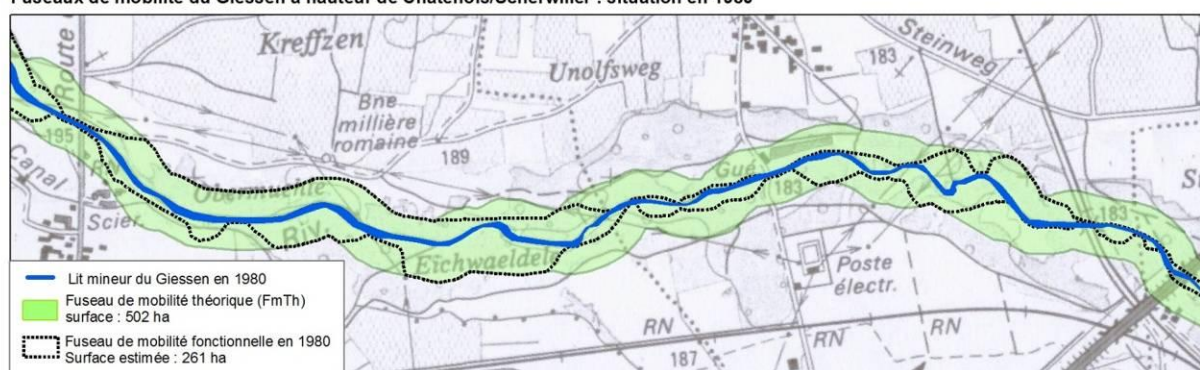 Fuseaux de mobilité du Giessen à hauteur de Châtenois/Scherwiller : situation en 1980
Route
Kreffzen
Unolfsweg
183
Steinweg
Bne
millière
romaine
189
195
Canal
Scier.
Obermuehle
Riv.
Eichwaeldele
Gué
183
183
Poste
électr.
RN
RN
RN
187
Lit mineur du Giessen en 1980
Fuseau de mobilité théorique (FmTh)
surface : 502 ha
Fuseau de mobilité fonctionnelle en 1980
Surface estimée : 261 ha